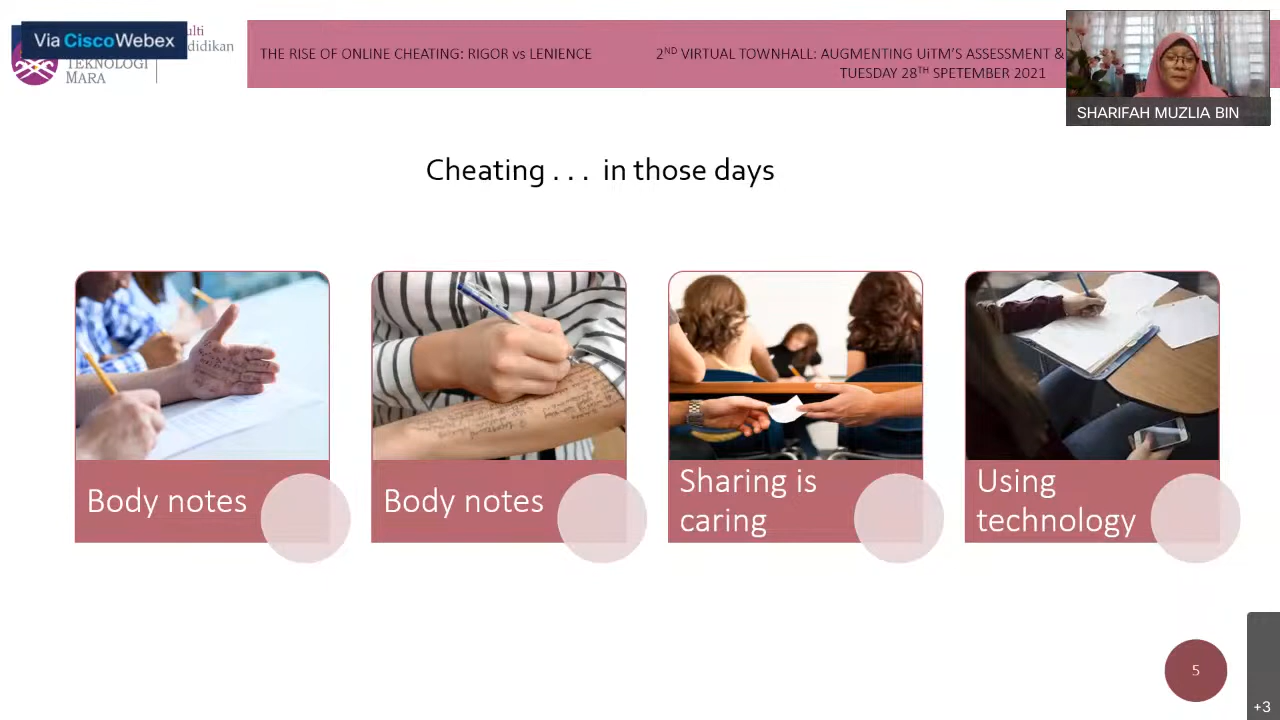 Via Cisco Webex
ulti
didikan
TEKNOLOGI
MARA
THE RISE OF ONLINE CHEATING: RIGOR vs LENIENCE
2ND VIRTUAL TOWNHALL: AUGMENTING UiTM'S ASSESSMENT &
TUESDAY 28TH SPETEMBER 2021
SHARIFAH MUZLIA BIN
Cheating . . . in those days
Body notes
Body notes
Sharing is
caring
Using
technology
5
+3